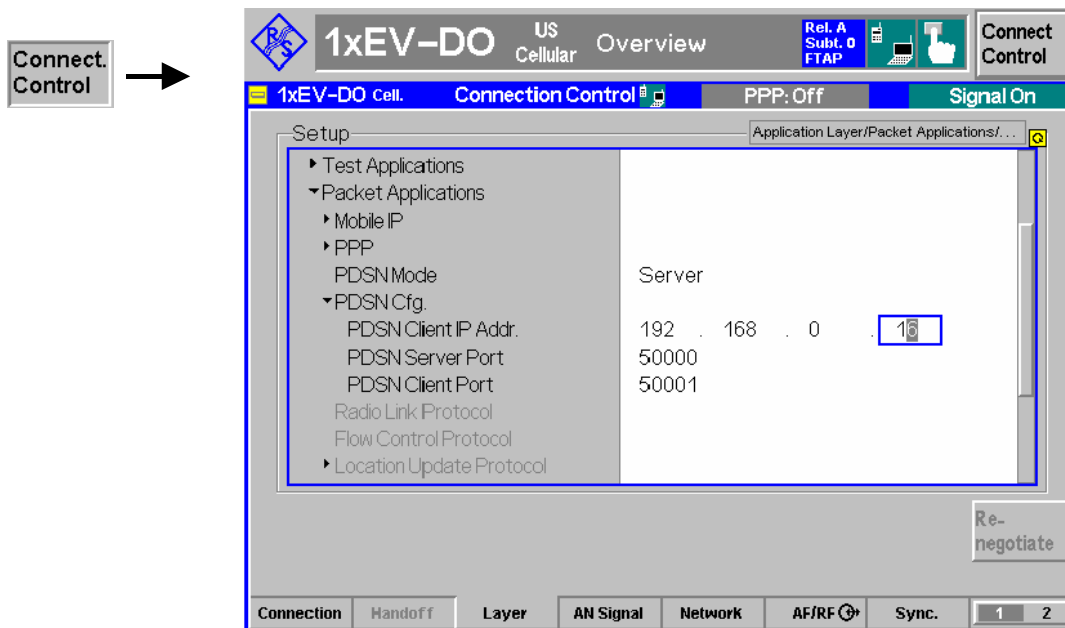 Connect.
Control
R S
1xEV-DO US Cellular Overview
Rel. A
Subt. 0
FTAP
Connect
Control
1xEV-DO Cell. Connection Control PPP: Off Signal On
Setup Application Layer/Packet Applications/...
Test Applications
Packet Applications
Mobile IP
PPP
PDSN Mode Server
PDSN Cfg.
PDSN Client IP Addr. 192 . 168 . 0 . 16
PDSN Server Port 50000
PDSN Client Port 50001
Radio Link Protocol
Flow Control Protocol
Location Update Protocol
Re-
negotiate
Connection Handoff Layer AN Signal Network AF/RF Sync. 1 2